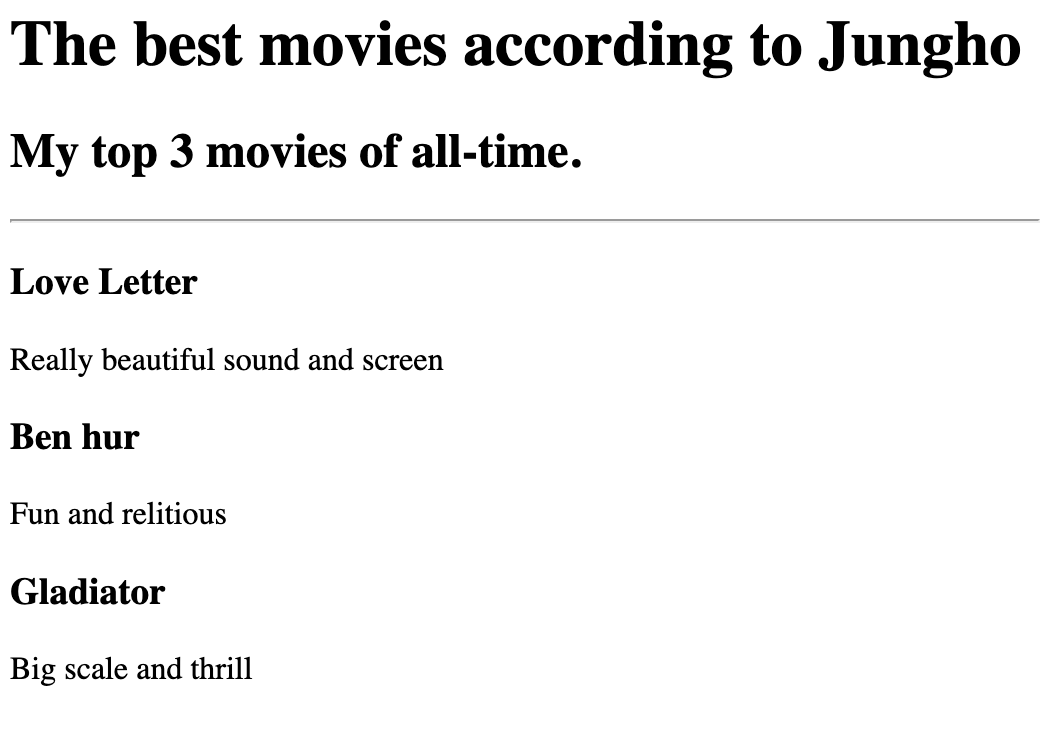 The best movies according to Jungho
My top 3 movies of all-time.
Love Letter
Really beautiful sound and screen
Ben hur
Fun and relitious
Gladiator
Big scale and thrill